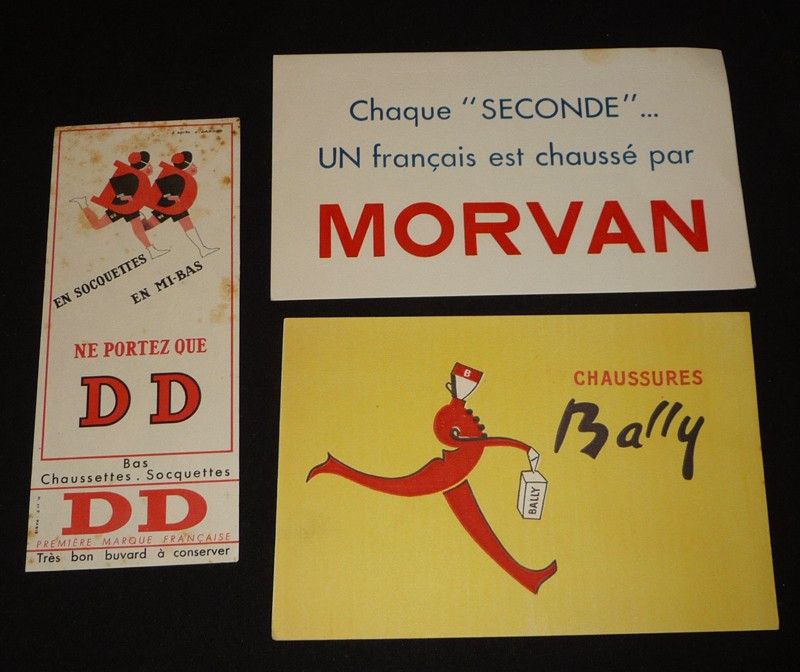 EN SOCQUETTES
EN MI-BAS
NE PORTEZ QUE
DD
Bas
Chaussettes . Socquettes
DD
PREMIÈRE MARQUE FRANÇAISE
Très bon buvard à conserver
Chaque "SECONDE"...
UN français est chaussé par
MORVAN
CHAUSSURES
Bally
B
BALLY